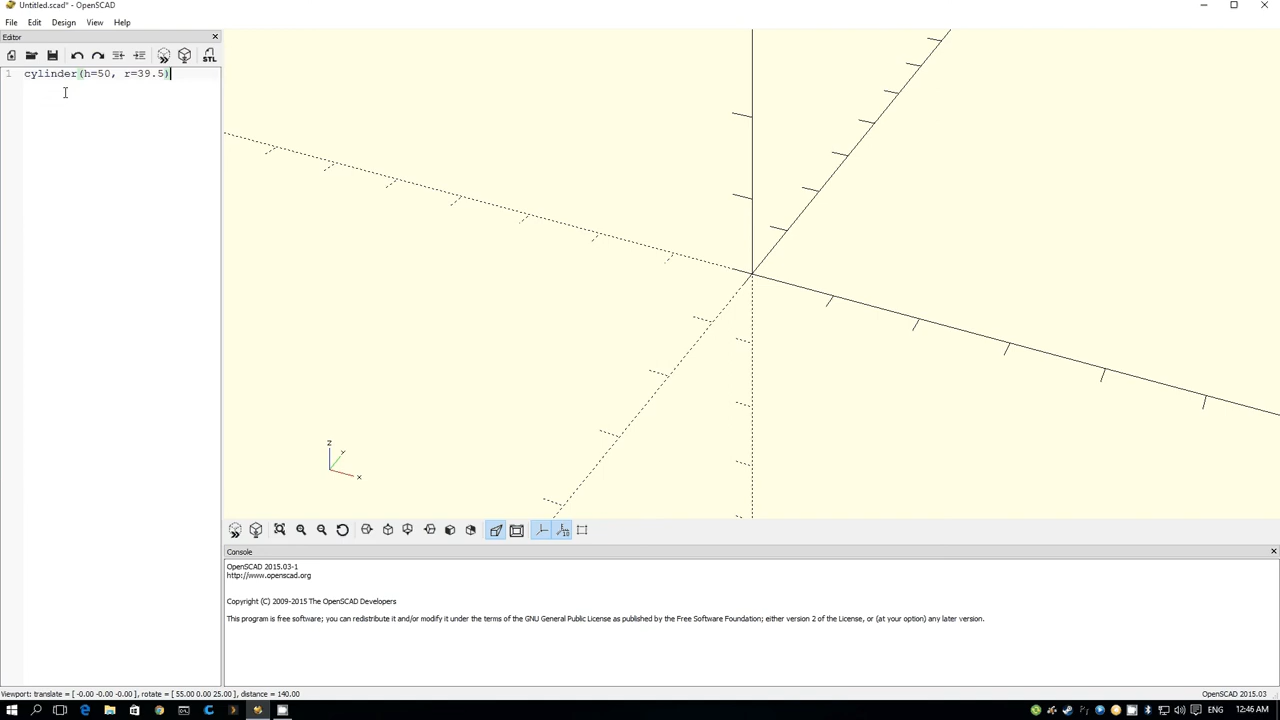 Untitled.scad* - OpenSCAD
File Edit Design View Help
Editor
STL
1 cylinder(h=50, r=39.5)
Z
Y
X
10
Console
OpenSCAD 2015.03-1
http://www.openscad.org
Copyright (C) 2009-2015 The OpenSCAD Developers
This program is free software; you can redistribute it and/or modify it under the terms of the GNU General Public License as published by the Free Software Foundation; either version 2 of the License, or (at your option) any later version.
Viewport: translate = [ -0.00 -0.00 -0.00 ], rotate = [ 55.00 0.00 25.00 ], distance = 140.00
OpenSCAD 2015.03
ENG
12:46 AM